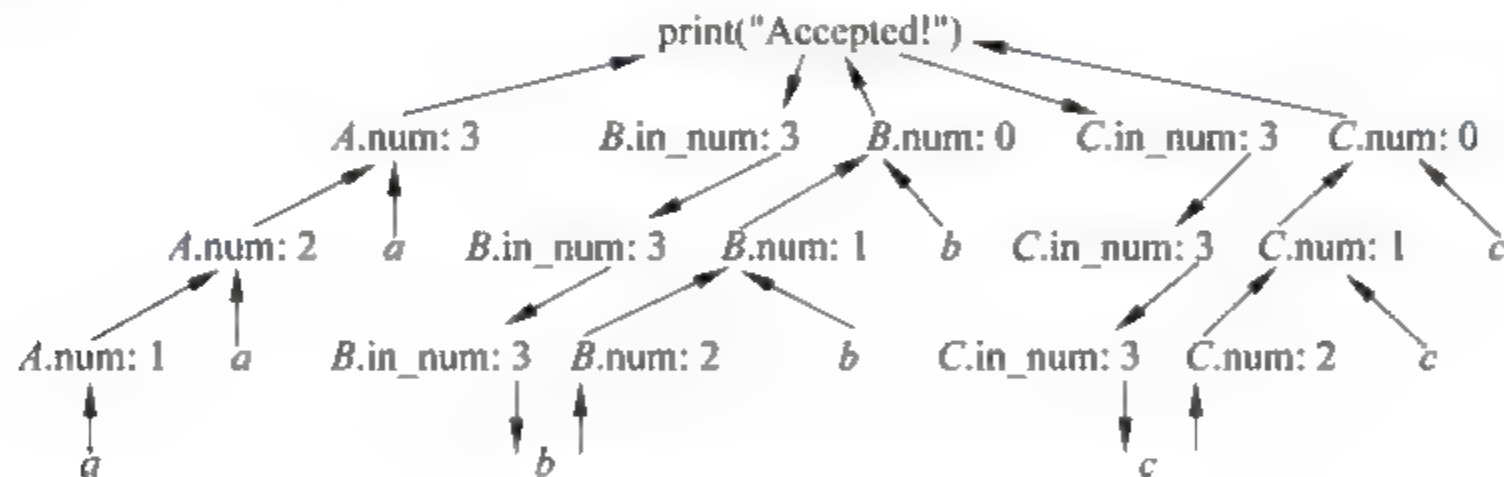 print("Accepted!")
A.num: 3 B.in_num: 3 B.num: 0 C.in_num: 3 C.num: 0
A.num: 2 a B.in_num: 3 B.num: 1 b C.in_num: 3 C.num: 1 c
A.num: 1 a B.in_num: 3 B.num: 2 b C.in_num: 3 C.num: 2 c
a b c